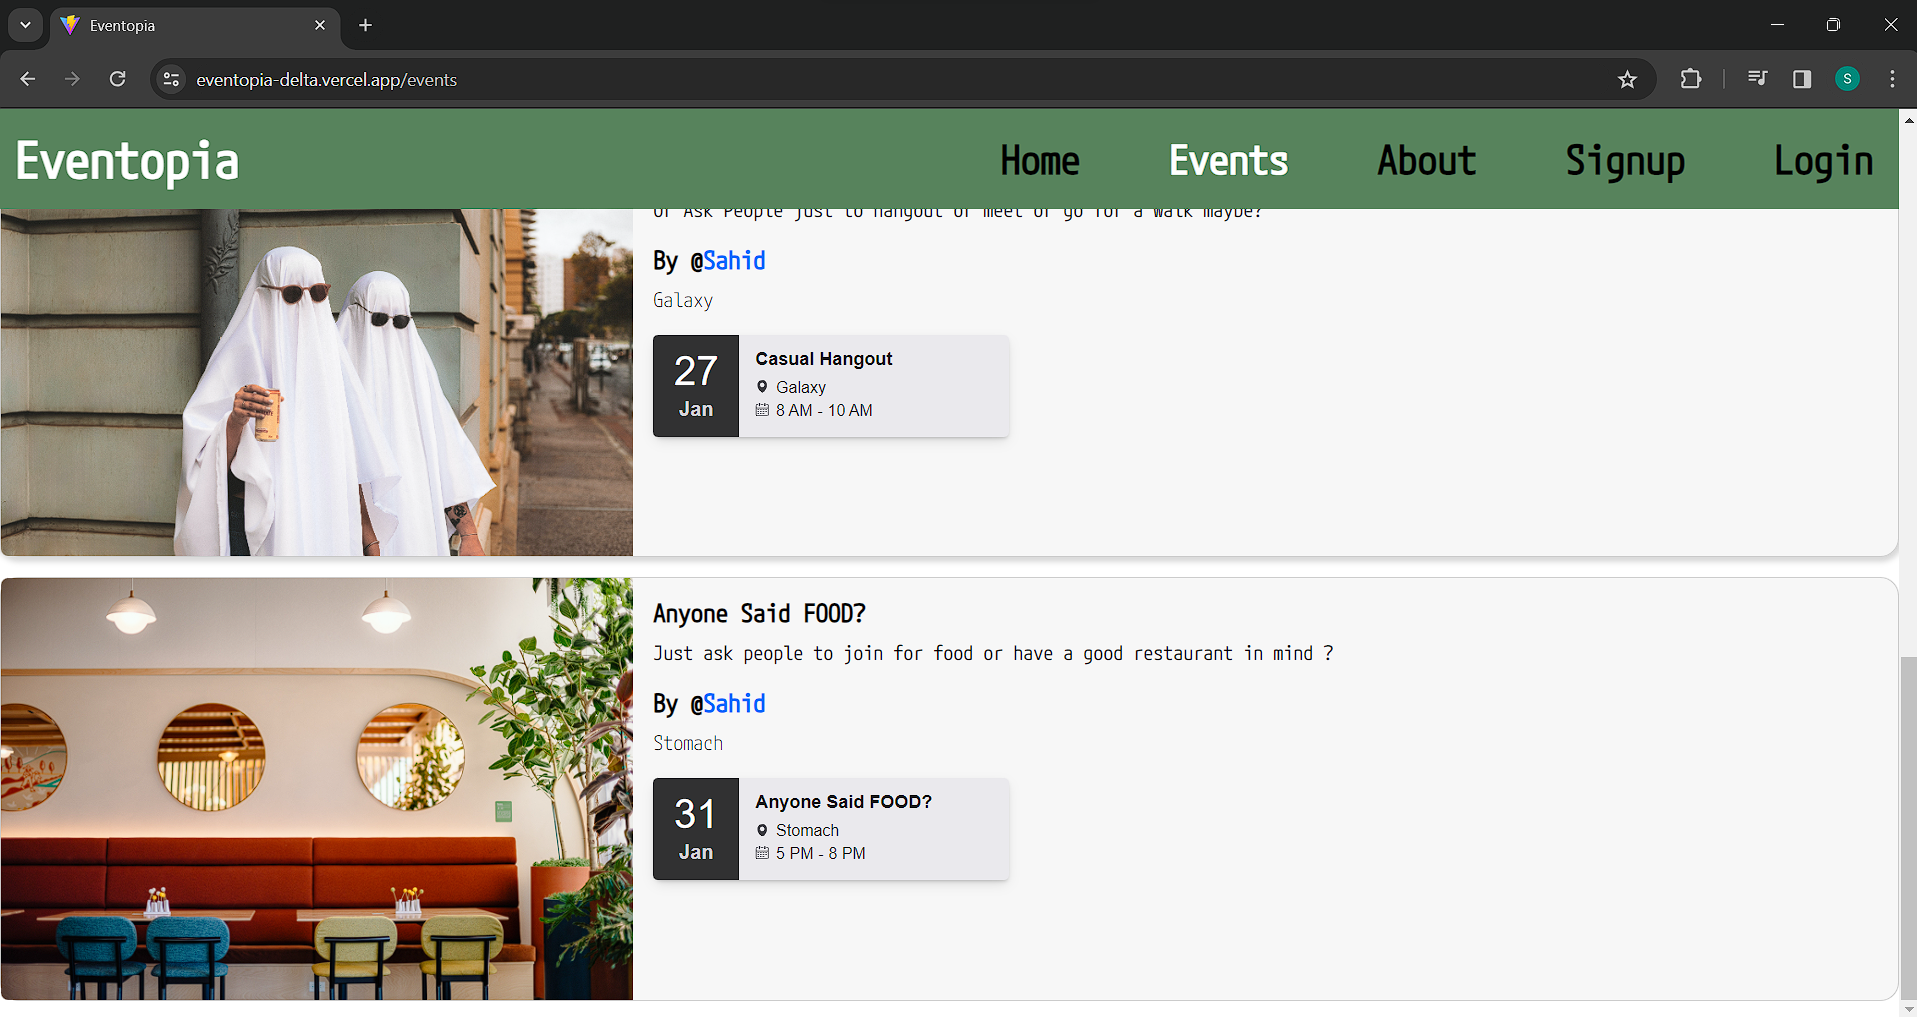 Eventopia
eventopia-delta.vercel.app/events
S
Eventopia
Home
Events
About
Signup
Login
Or Ask People just to hangout or meet or go for a walk maybe?
By @Sahid
Galaxy
27
Jan
Casual Hangout
Galaxy
8 AM - 10 AM
Anyone Said FOOD?
Just ask people to join for food or have a good restaurant in mind ?
By @Sahid
Stomach
31
Jan
Anyone Said FOOD?
Stomach
5 PM - 8 PM